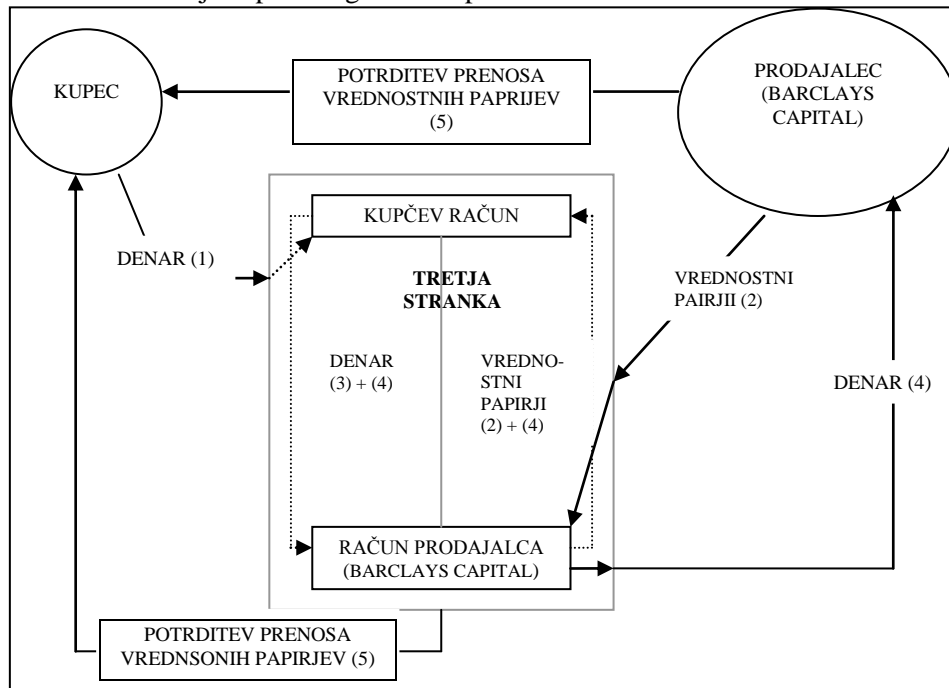 KUPEC
POTRDITEV PRENOSA
VREDNOSTNIH PAPRIJEV
(5)
PRODAJALEC
(BARCLAYS
CAPITAL)
KUPČEV RAČUN
DENAR (1)
TRETJA
STRANKA
VREDNOSTNI
PAIRJII (2)
DENAR
(3) + (4)
VREDNO-
STNI
PAPIRJI
(2) + (4)
DENAR (4)
RAČUN PRODAJALCA
(BARCLAYS CAPITAL)
POTRDITEV PRENOSA
VREDNSONIH PAPIRJEV (5)